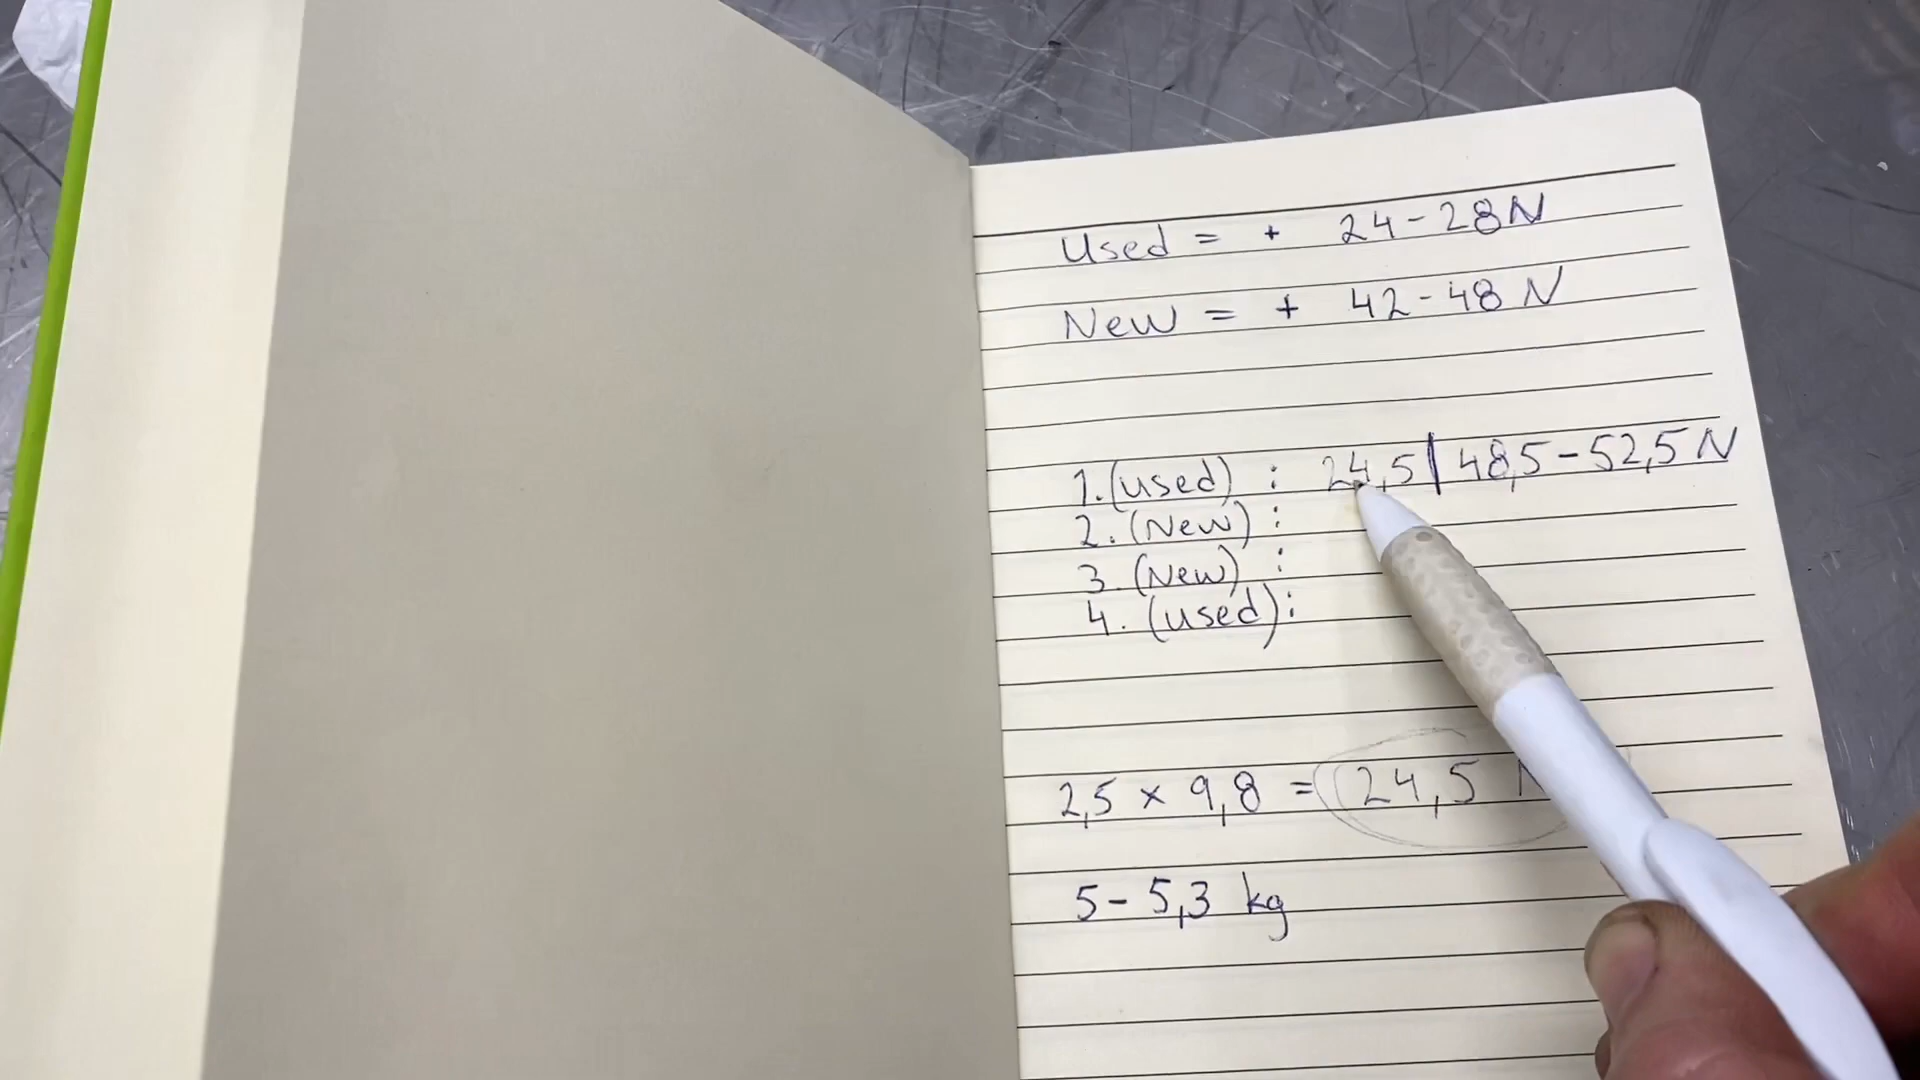 Used = + 24-28N
New = + 42-48 N
1.(used) : 24,5 | 48,5-52,5 N
2. (New) :
3. (New) :
4. (used) :
2,5 x 9,8 = 24,5 N
5-5,3 kg